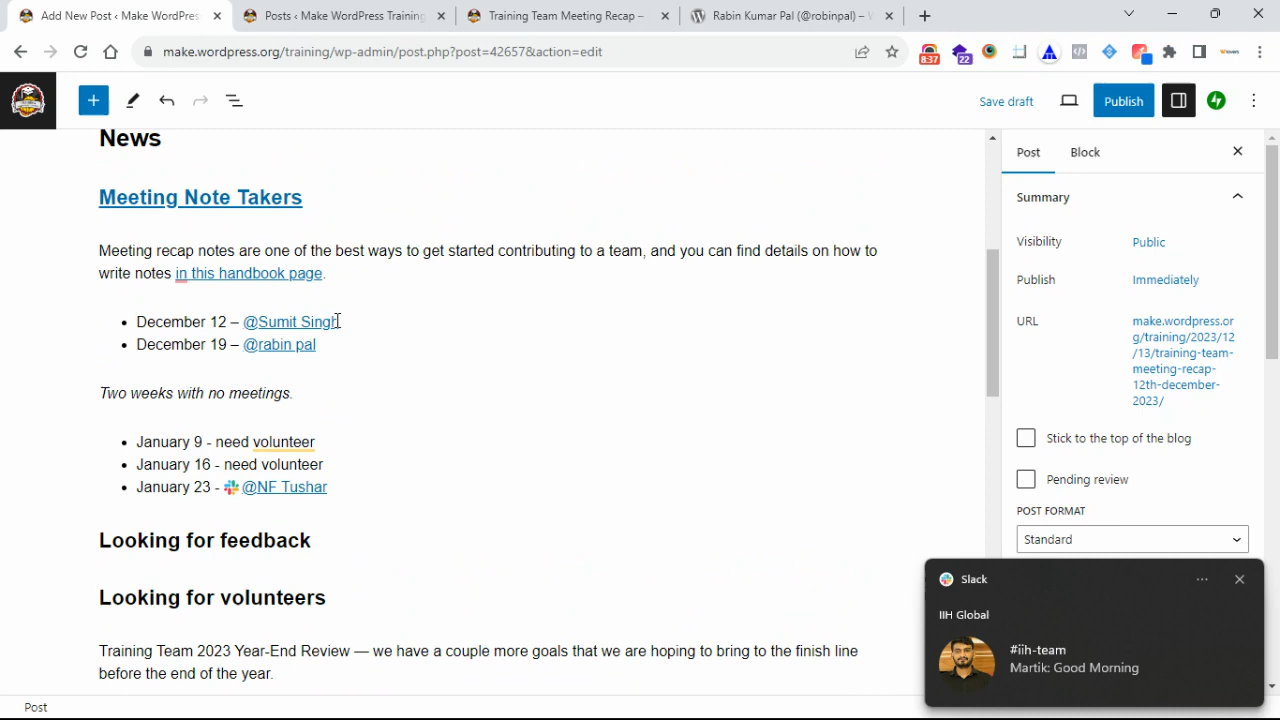 Add New Post ‹ Make WordPress
Posts ‹ Make WordPress Training
Training Team Meeting Recap –
Rabin Kumar Pal (@robinpal) – W
make.wordpress.org/training/wp-admin/post.php?post=42657&action=edit
8:37
22
Save draft
Publish
News
Meeting Note Takers
Meeting recap notes are one of the best ways to get started contributing to a team, and you can find details on how to
write notes in this handbook page.
December 12 – @Sumit Singh
December 19 – @rabin pal
Two weeks with no meetings.
January 9 - need volunteer
January 16 - need volunteer
January 23 - @NF Tushar
Looking for feedback
Looking for volunteers
Training Team 2023 Year-End Review — we have a couple more goals that we are hoping to bring to the finish line
before the end of the year.
Post
Block
Summary
Visibility
Public
Publish
Immediately
URL
make.wordpress.or
g/training/2023/12
/13/training-team-
meeting-recap-
12th-december-
2023/
Stick to the top of the blog
Pending review
POST FORMAT
Standard
Slack
IIH Global
#iih-team
Martik: Good Morning
Post